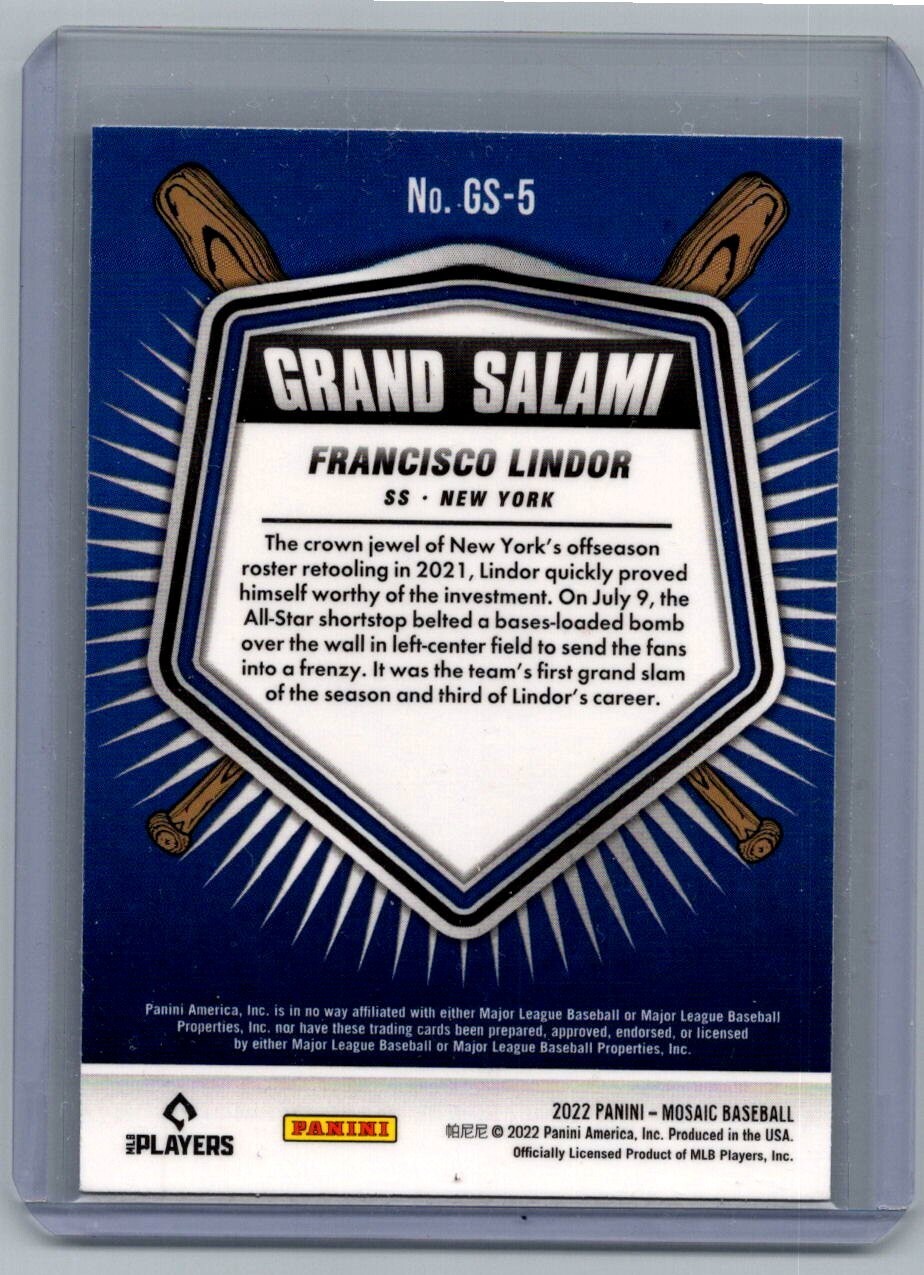 No. GS-5
GRAND SALAMI
FRANCISCO LINDOR
SS · NEW YORK
The crown jewel of New York's offseason
roster retooling in 2021, Lindor quickly proved
himself worthy of the investment. On July 9, the
All-Star shortstop belted a bases-loaded bomb
over the wall in left-center field to send the fans
into a frenzy. It was the team's first grand slam
of the season and third of Lindor's career.
Panini America, Inc. is in no way affiliated with either Major League Baseball or Major League Baseball
Properties, Inc. nor have these trading cards been prepared, approved, endorsed, or licensed
by either Major League Baseball or Major League Baseball Properties, Inc.
MLB PLAYERS
PANINI
2022 PANINI – MOSAIC BASEBALL
帕尼尼 © 2022 Panini America, Inc. Produced in the USA.
Officially Licensed Product of MLB Players, Inc.